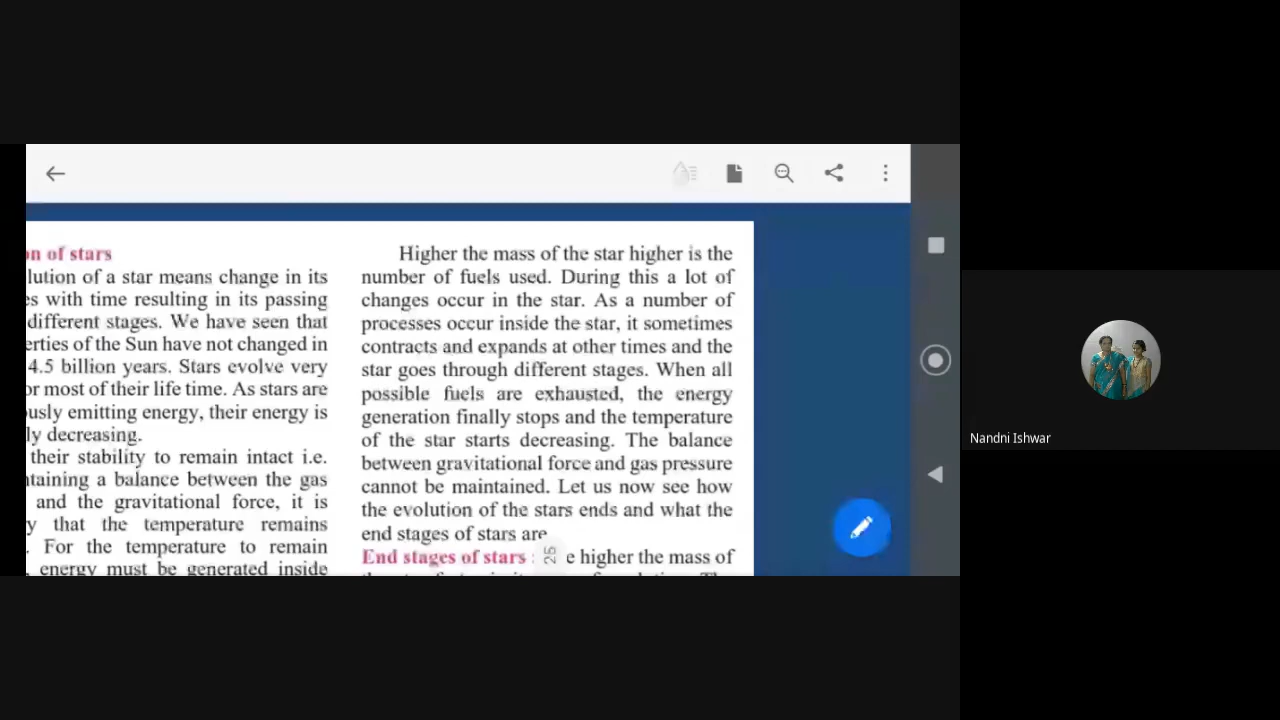 on of stars
lution of a star means change in its
es with time resulting in its passing
different stages. We have seen that
erties of the Sun have not changed in
4.5 billion years. Stars evolve very
or most of their life time. As stars are
usly emitting energy, their energy is
ly decreasing.
their stability to remain intact i.e.
ntaining a balance between the gas
and the gravitational force, it is
y that the temperature remains
. For the temperature to remain
energy must be generated inside
Higher the mass of the star higher is the
number of fuels used. During this a lot of
changes occur in the star. As a number of
processes occur inside the star, it sometimes
contracts and expands at other times and the
star goes through different stages. When all
possible fuels are exhausted, the energy
generation finally stops and the temperature
of the star starts decreasing. The balance
between gravitational force and gas pressure
cannot be maintained. Let us now see how
the evolution of the stars ends and what the
end stages of stars are
End stages of stars : e higher the mass of
26
Nandni Ishwar